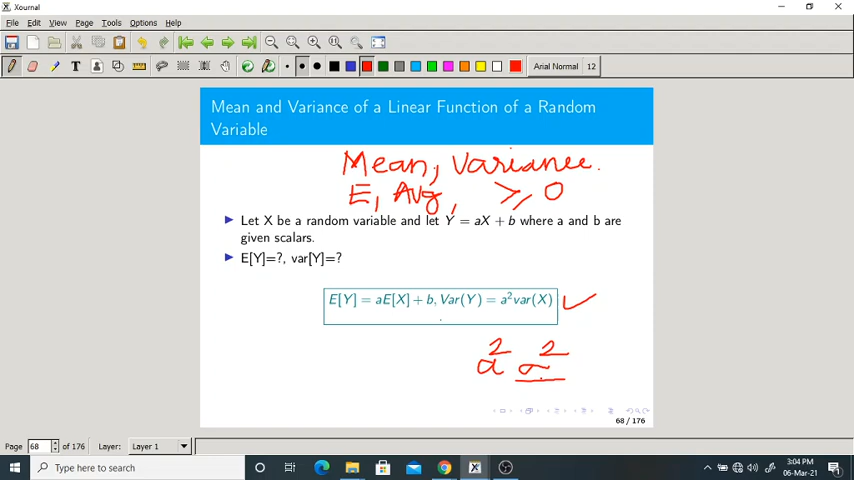 Xournal
File Edit View Page Tools Options Help
Arial Normal 12
Mean and Variance of a Linear Function of a Random
Variable
Mean, Variance.
E, Avg, ≥, 0
Let X be a random variable and let Y = aX + b where a and b are
given scalars.
E[Y]=?, var[Y]=?
E[Y] = aE[X] + b, Var(Y) = a²var(X)
a² σ²
68 / 176
Page 68 of 176 Layer: Layer 1
Type here to search
3:04 PM
06-Mar-21